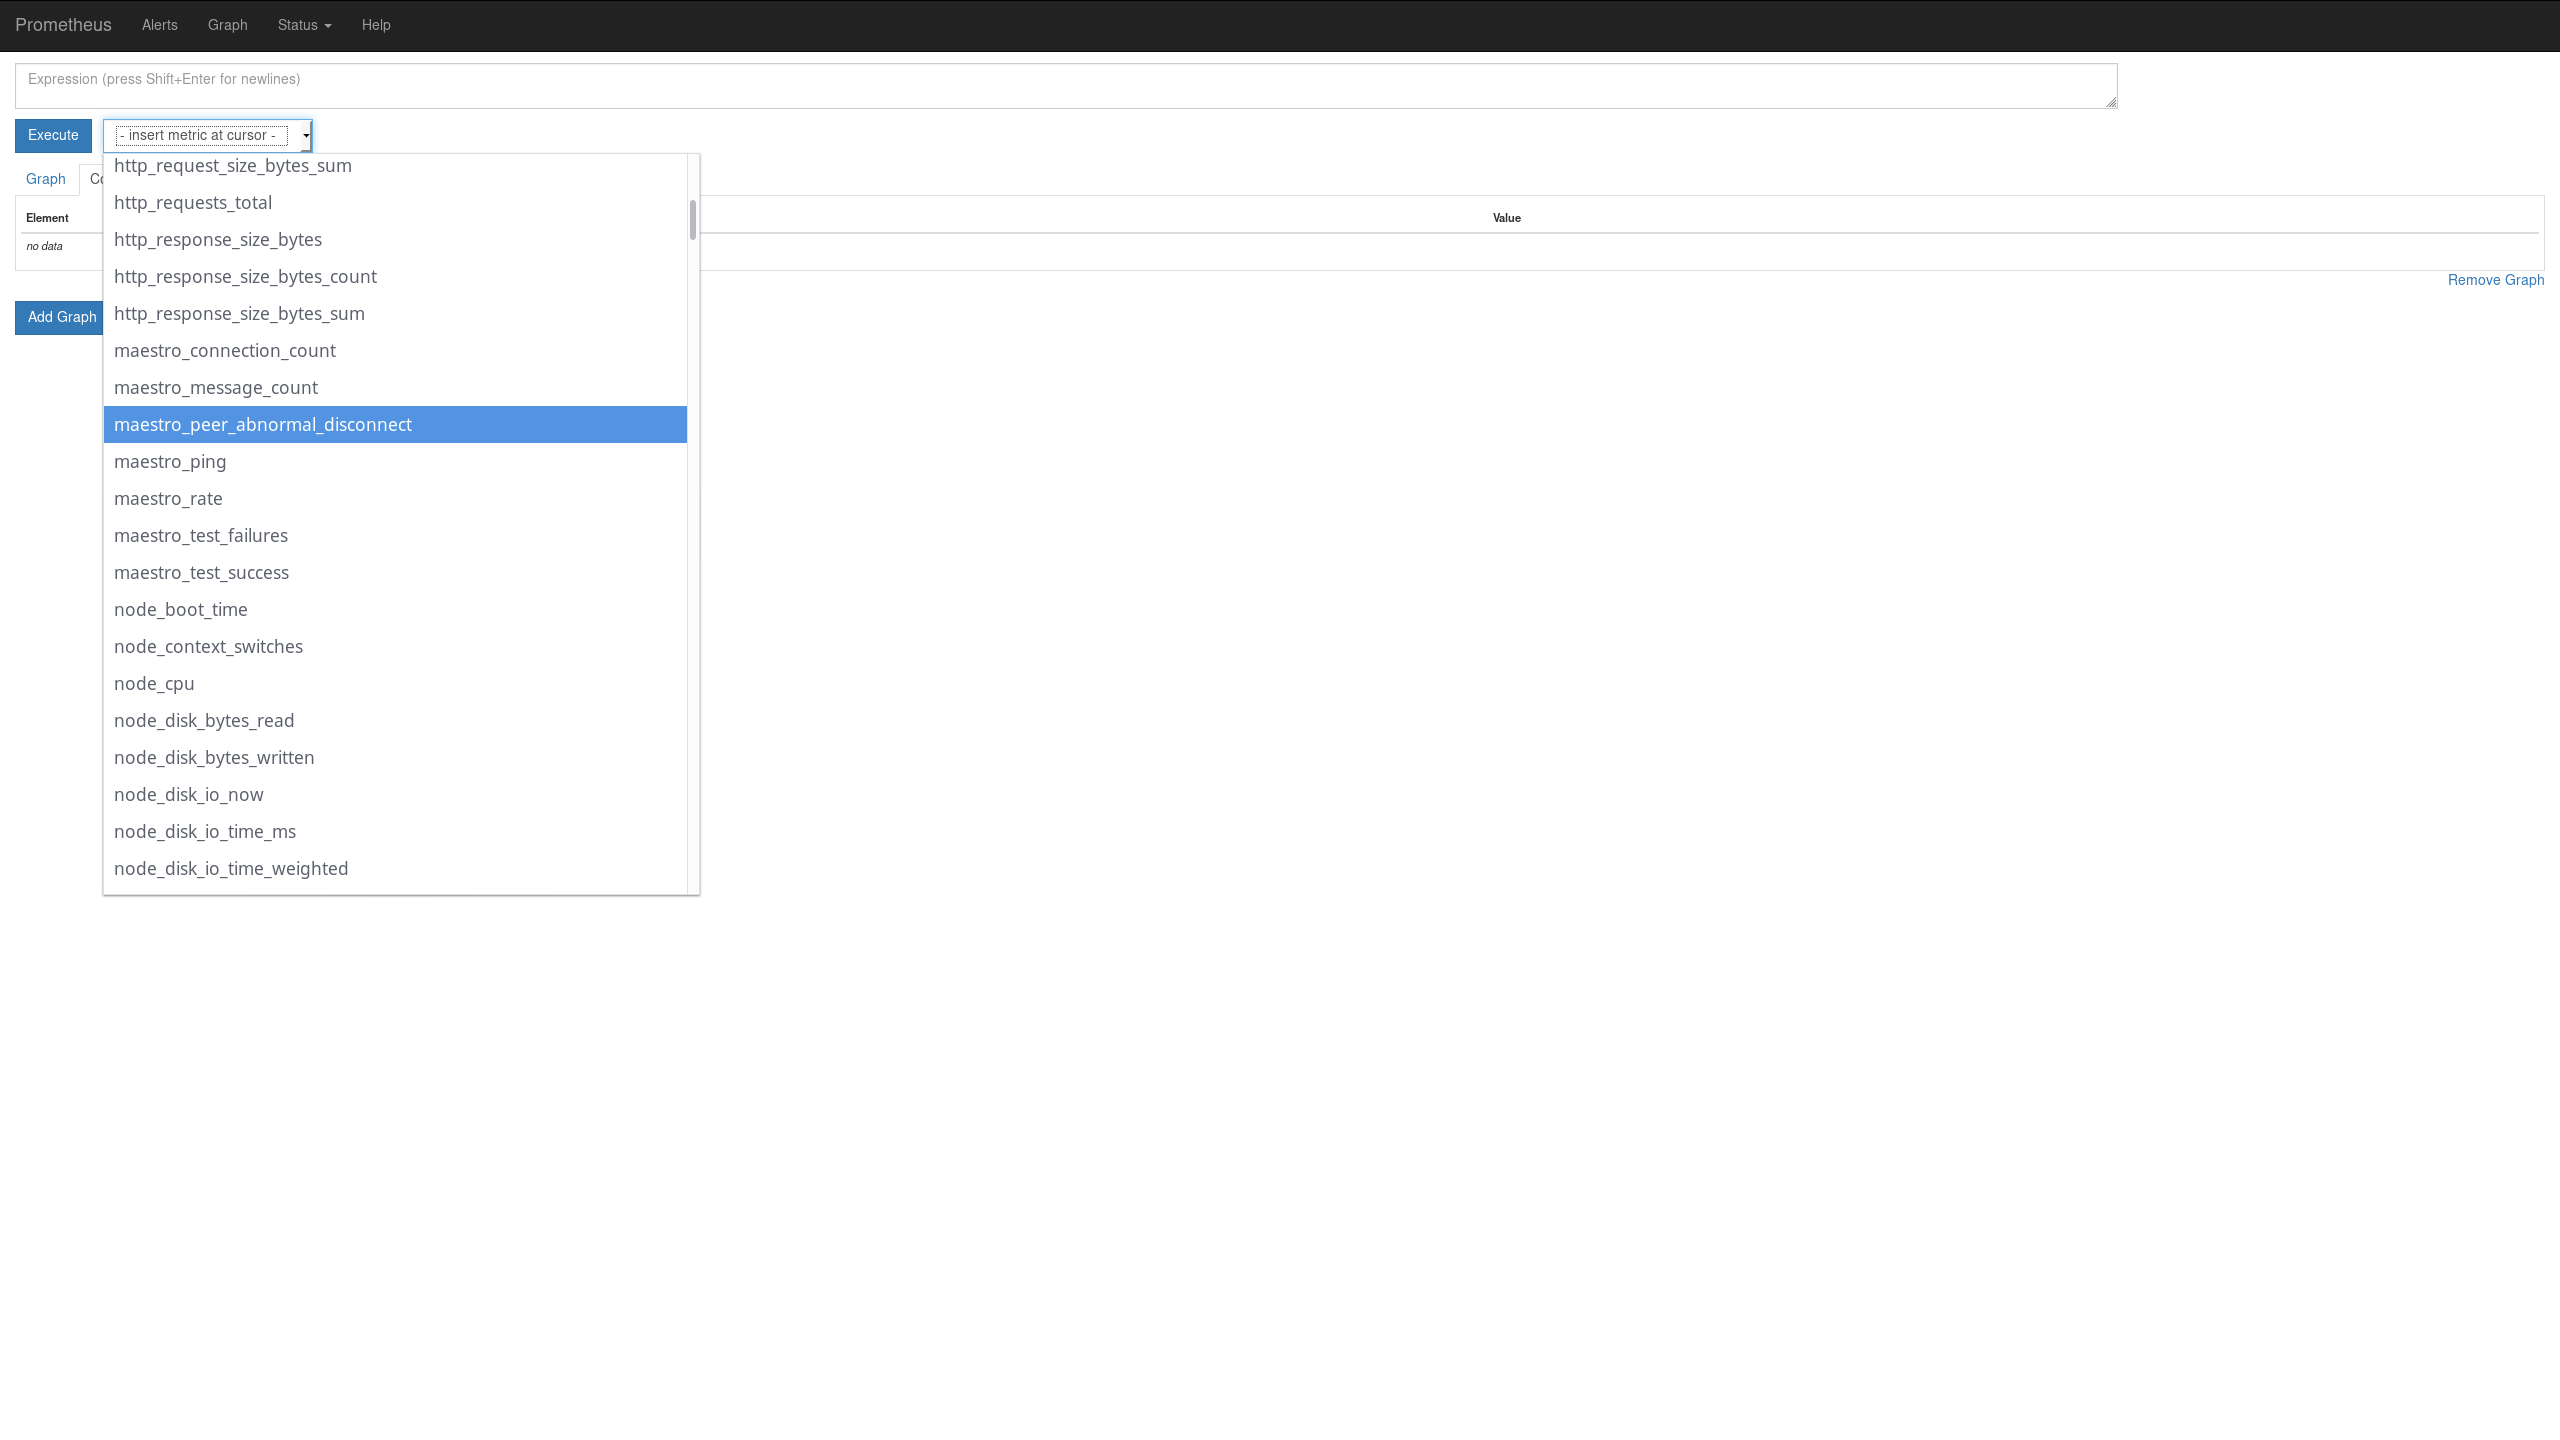 Prometheus Alerts Graph Status Help
Expression (press Shift+Enter for newlines)
Execute - insert metric at cursor -
Graph
Element Value
no data
Remove Graph
Add Graph
http_request_size_bytes_sum
http_requests_total
http_response_size_bytes
http_response_size_bytes_count
http_response_size_bytes_sum
maestro_connection_count
maestro_message_count
maestro_peer_abnormal_disconnect
maestro_ping
maestro_rate
maestro_test_failures
maestro_test_success
node_boot_time
node_context_switches
node_cpu
node_disk_bytes_read
node_disk_bytes_written
node_disk_io_now
node_disk_io_time_ms
node_disk_io_time_weighted